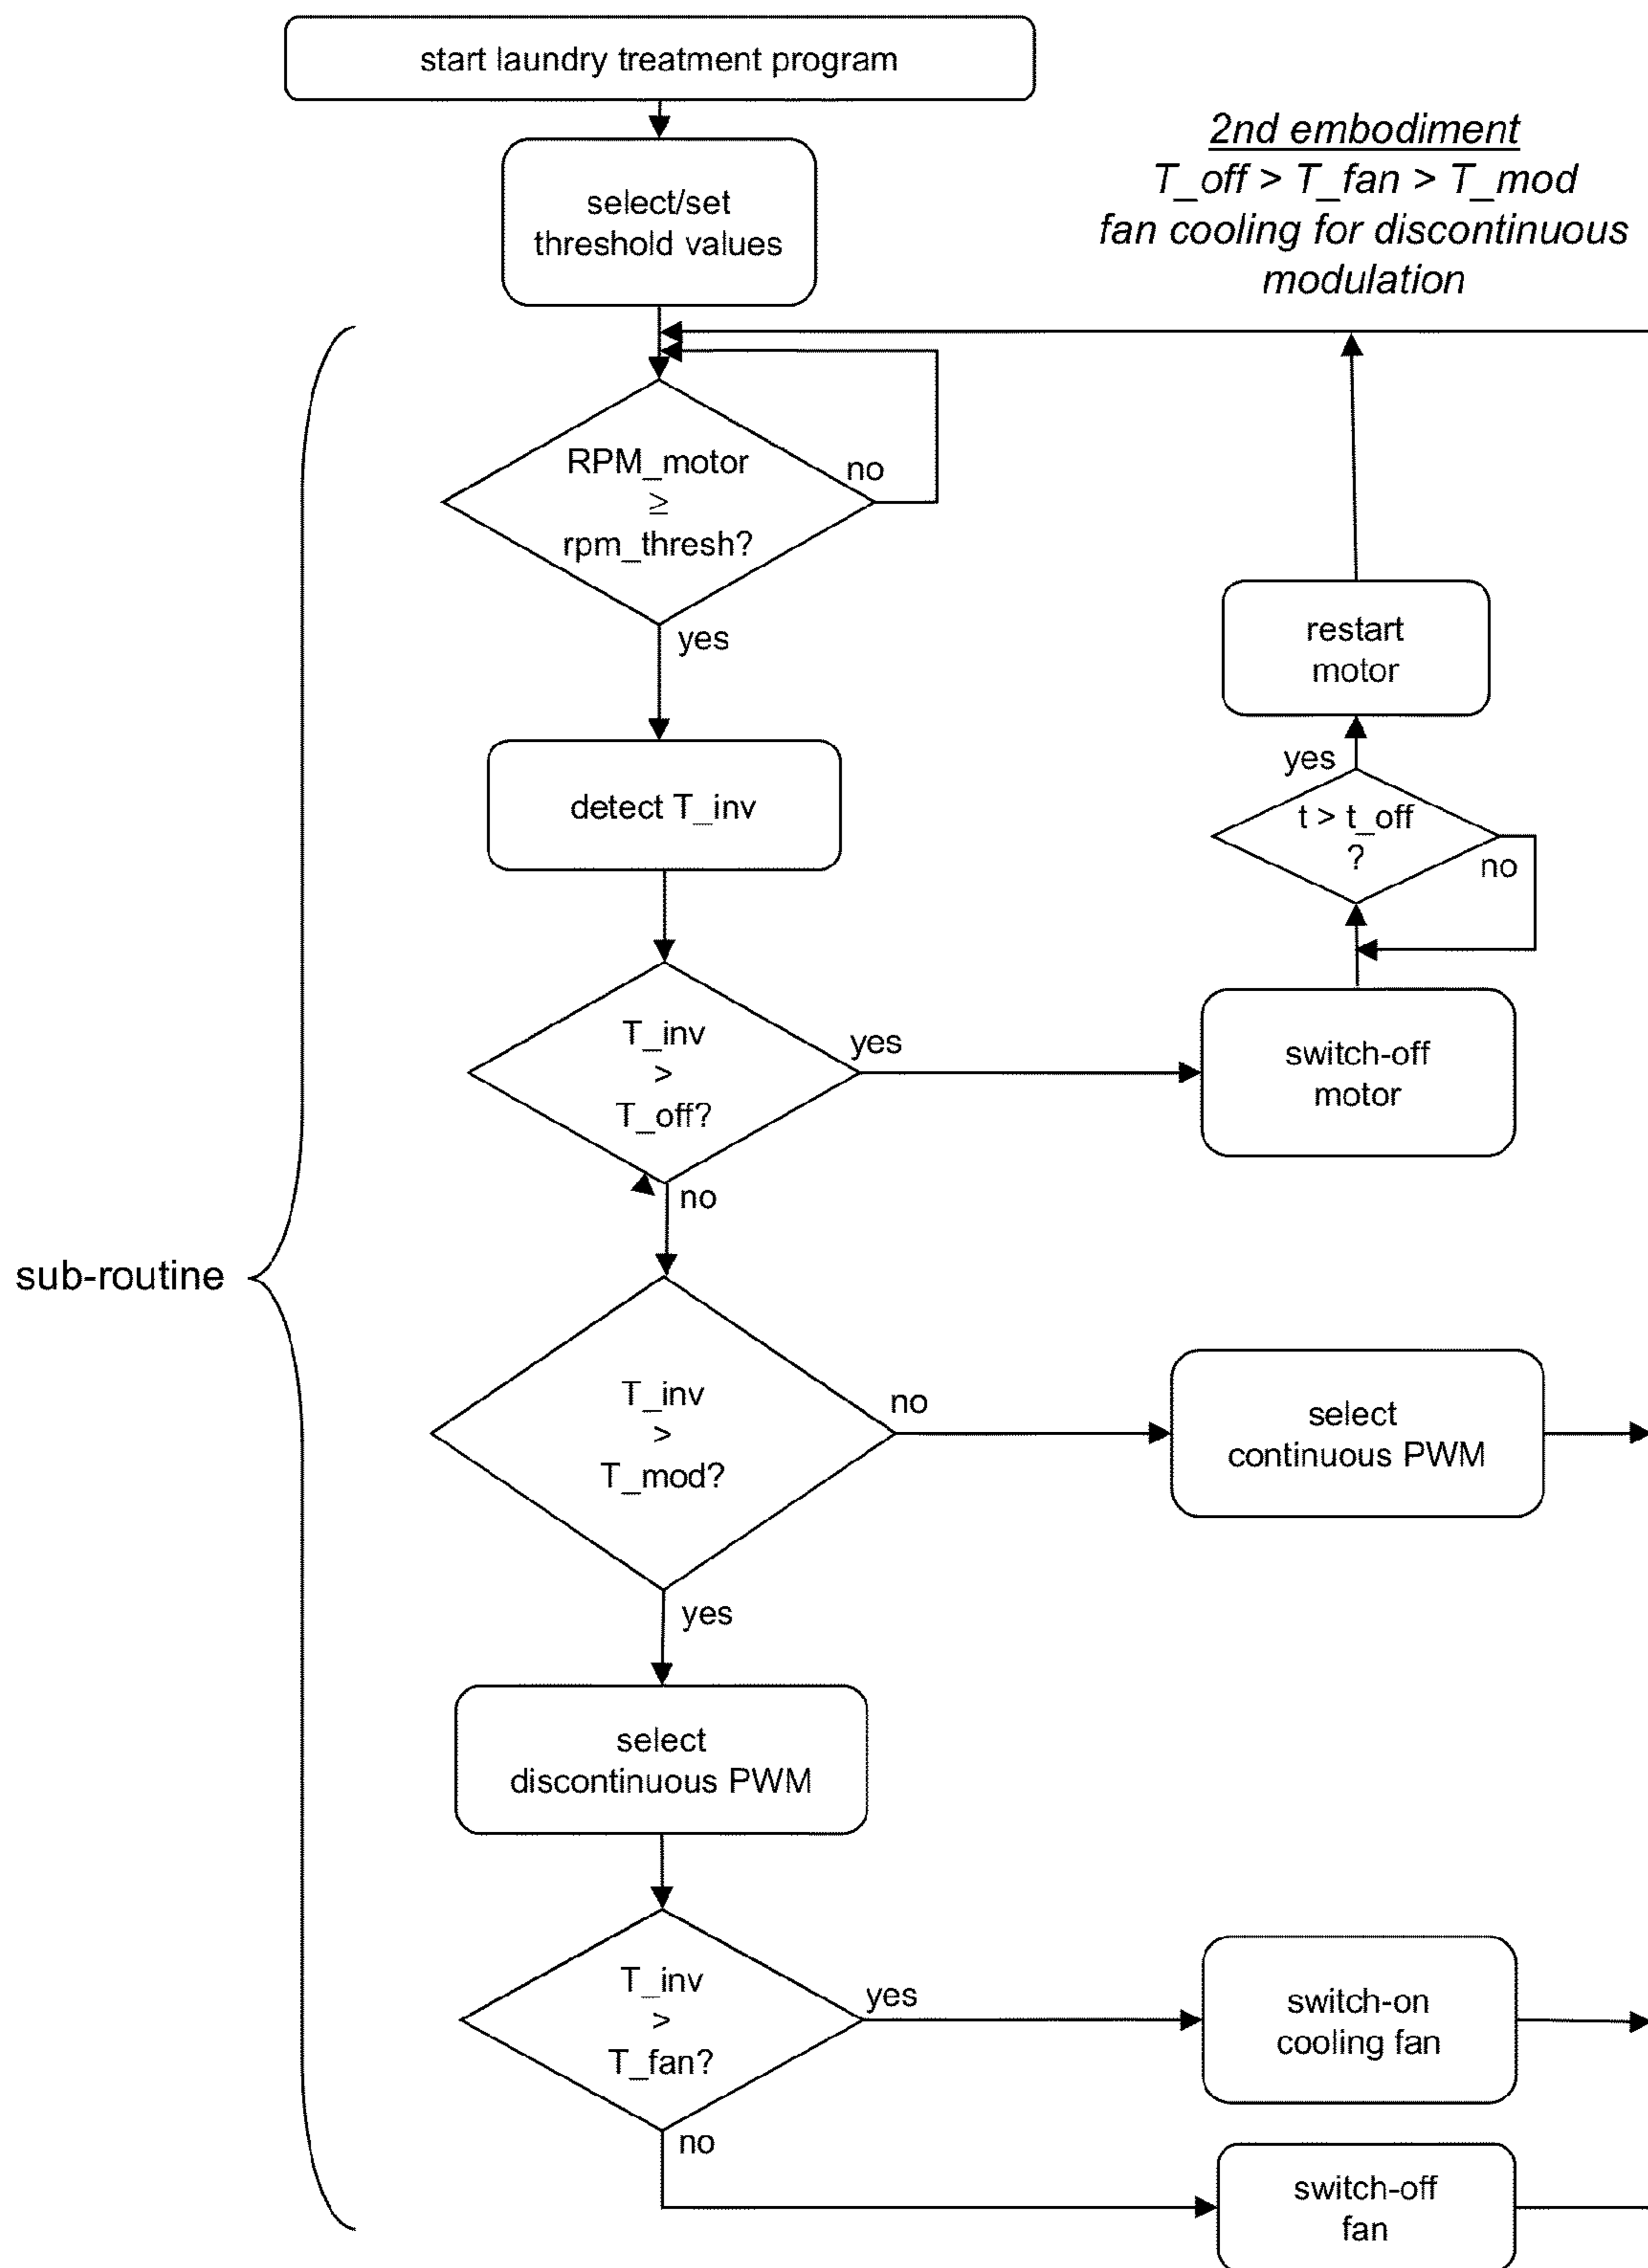 start laundry treatment program
select/set
threshold values
2nd embodiment
T_off > T_fan > T_mod
fan cooling for discontinuous
modulation
RPM_motor
≥
rpm_thresh?
no
yes
restart
motor
detect T_inv
yes
t > t_off
?
no
T_inv
>
T_off?
yes
switch-off
motor
no
sub-routine
T_inv
>
T_mod?
no
select
continuous PWM
yes
select
discontinuous PWM
T_inv
>
T_fan?
yes
switch-on
cooling fan
no
switch-off
fan